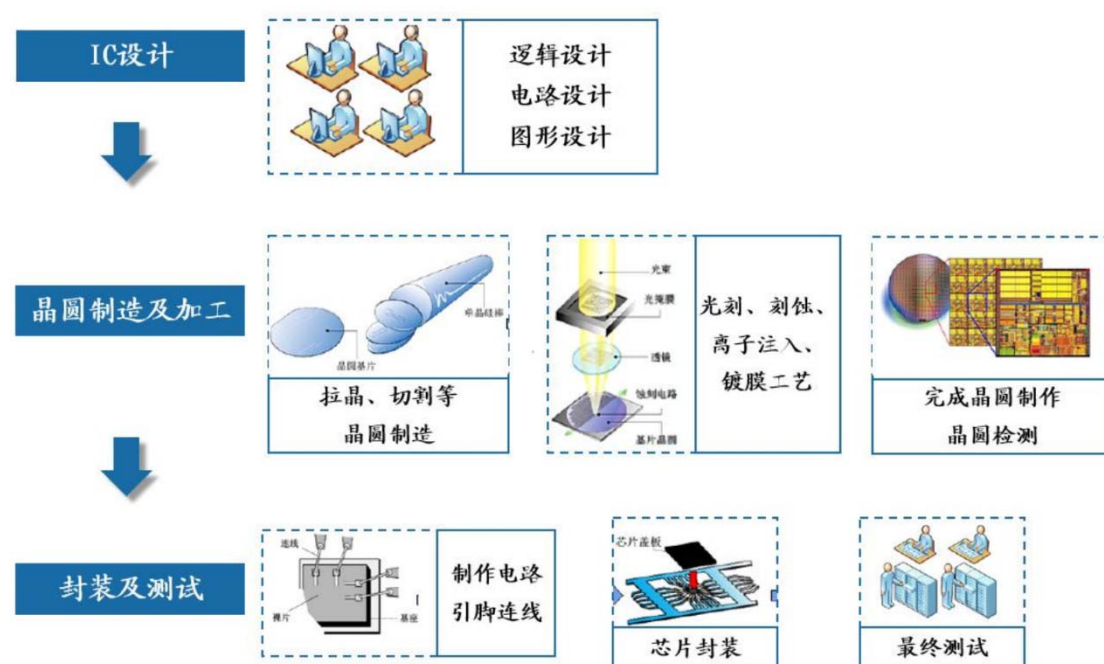 IC设计
逻辑设计
电路设计
图形设计
晶圆制造及加工
单晶硅棒
晶圆基片
拉晶、切割等
晶圆制造
光束
光掩膜
透镜
蚀刻电路
基片晶圆
光刻、刻蚀、
离子注入、
镀膜工艺
完成晶圆制作
晶圆检测
封装及测试
连线
裸片
基座
制作电路
引脚连线
芯片盖板
芯片封装
最终测试